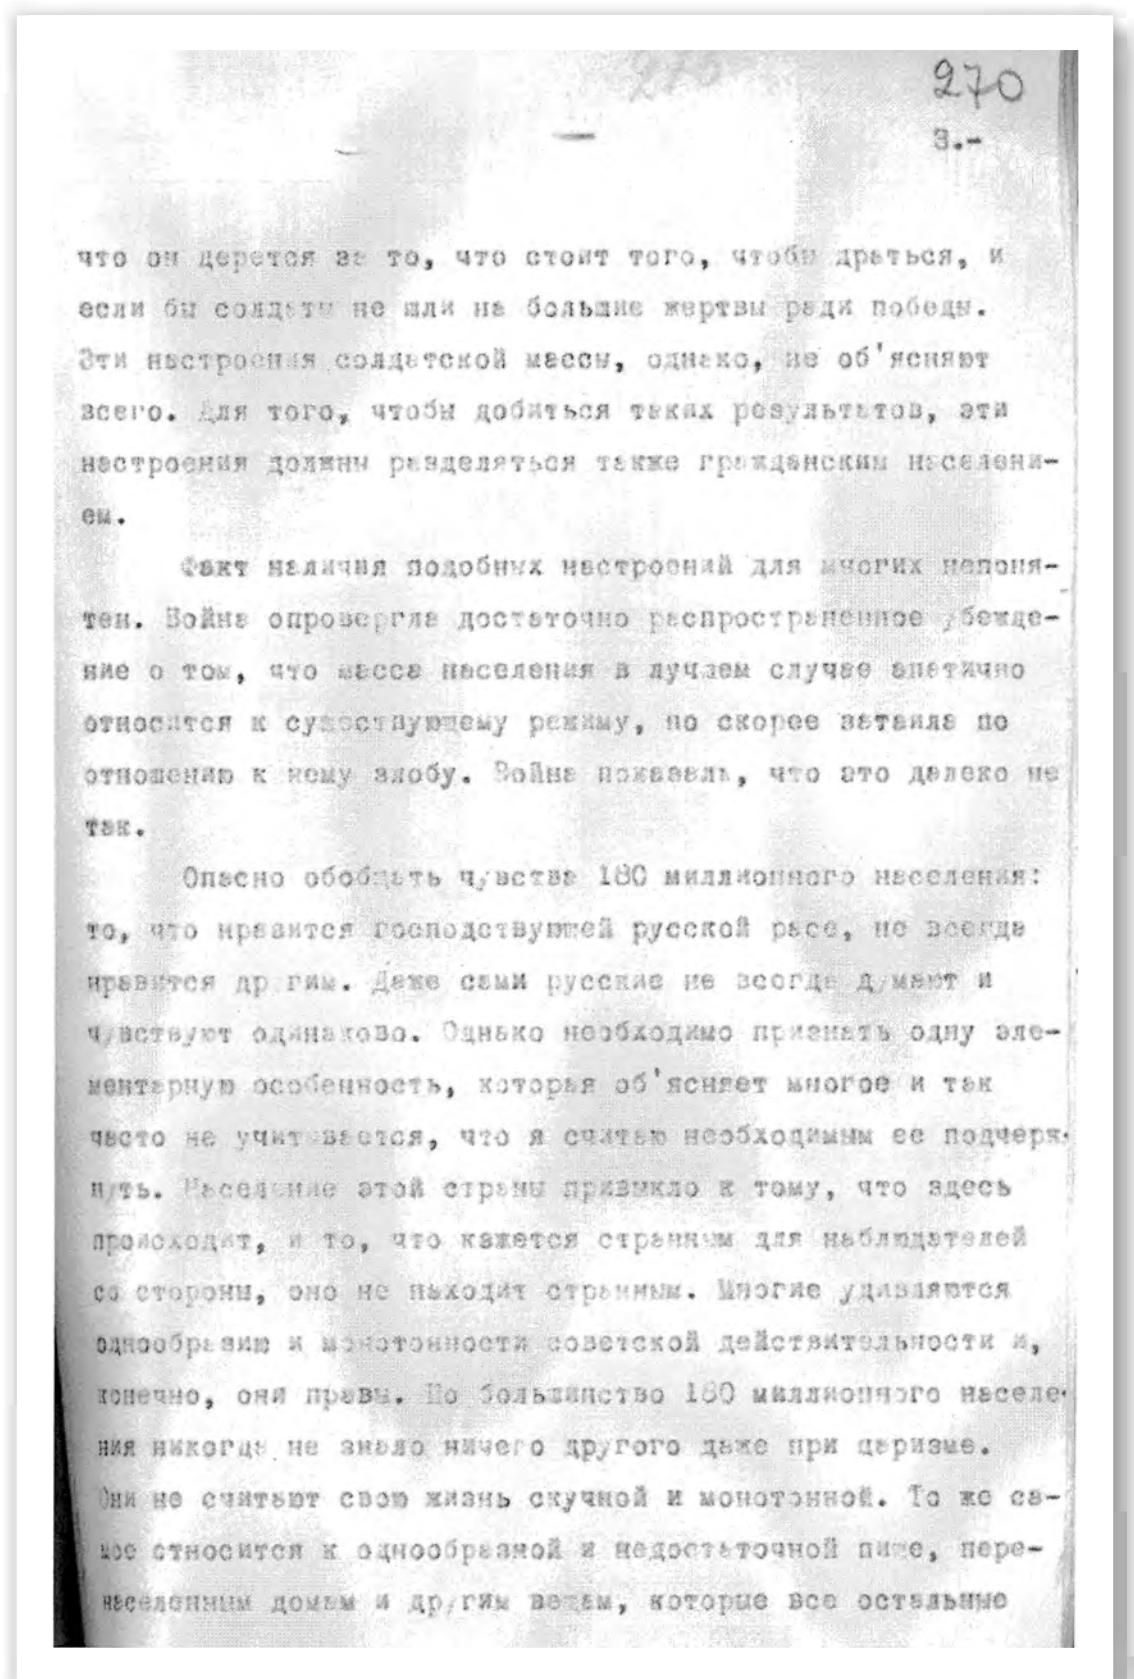 270
3.-
что он дерется за то, что стоит того, чтобы драться, и
если бы солдаты не шли на большие жертвы ради победы.
Эти настроения солдатской массы, однако, не об'ясняют
всего. Для того, чтобы добиться таких результатов, эти
настроения должны разделяться также гражданским населени-
ем.
Факт наличия подобных настроений для многих непоня-
тен. Война опровергла достаточно распространенное убежде-
ние о том, что масса населения в лучшем случае апатично
относится к существующему режиму, но скорее затаила по
отношению к нему злобу. Война показала, что это далеко не
так.
Опасно обобщать чувства 180 миллионного населения:
то, что нравится господствующей русской расе, не всегда
нравится другим. Даже сами русские не всегда думают и
чувствуют одинаково. Однако необходимо признать одну эле-
ментарную особенность, которая об'ясняет многое и так
часто не учитывается, что я считаю необходимым ее подчерк-
нуть. Население этой страны привыкло к тому, что здесь
происходит, и то, что кажется странным для наблюдателей
со стороны, оно не находит странным. Многие удивляются
однообразию и монотонности советской действительности и,
конечно, они правы. Но большинство 180 миллионного населе-
ния никогда не знало ничего другого даже при царизме.
Они не считают свою жизнь скучной и монотонной. То же са-
мое относится к однообразной и недостаточной пище, пере-
населенным домам и другим вещам, которые все остальные